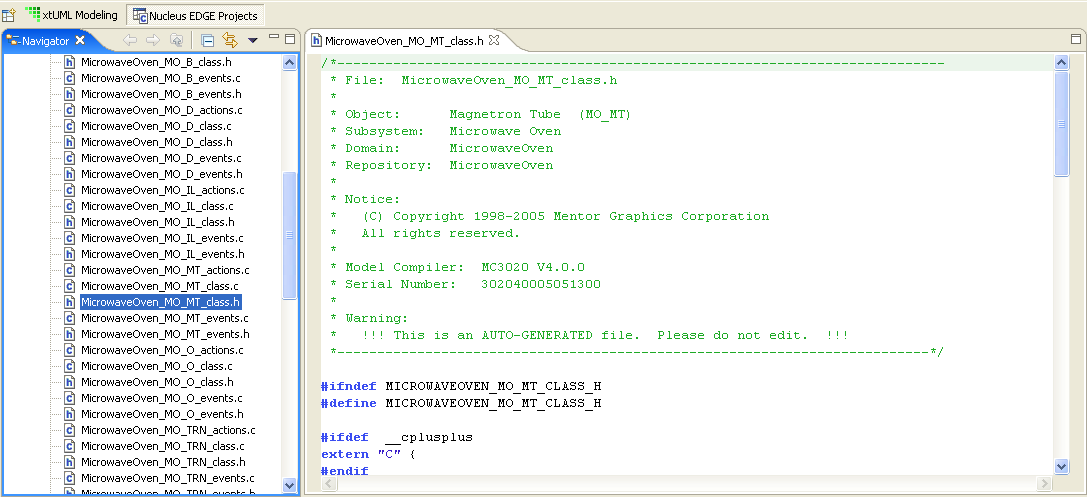 xtUML Modeling Nucleus EDGE Projects
Navigator
MicrowaveOven_MO_B_class.h
MicrowaveOven_MO_B_events.c
MicrowaveOven_MO_B_events.h
MicrowaveOven_MO_D_actions.c
MicrowaveOven_MO_D_class.c
MicrowaveOven_MO_D_class.h
MicrowaveOven_MO_D_events.c
MicrowaveOven_MO_D_events.h
MicrowaveOven_MO_IL_actions.c
MicrowaveOven_MO_IL_class.c
MicrowaveOven_MO_IL_class.h
MicrowaveOven_MO_IL_events.c
MicrowaveOven_MO_IL_events.h
MicrowaveOven_MO_MT_actions.c
MicrowaveOven_MO_MT_class.c
MicrowaveOven_MO_MT_class.h
MicrowaveOven_MO_MT_events.c
MicrowaveOven_MO_MT_events.h
MicrowaveOven_MO_O_actions.c
MicrowaveOven_MO_O_class.c
MicrowaveOven_MO_O_class.h
MicrowaveOven_MO_O_events.c
MicrowaveOven_MO_O_events.h
MicrowaveOven_MO_TRN_actions.c
MicrowaveOven_MO_TRN_class.c
MicrowaveOven_MO_TRN_class.h
MicrowaveOven_MO_TRN_events.c
MicrowaveOven_MO_TRN_events.h
MicrowaveOven_MO_MT_class.h
/*----------------------------------------------------------------------------
* File:  MicrowaveOven_MO_MT_class.h
*
* Object:      Magnetron Tube  (MO_MT)
* Subsystem:   Microwave Oven
* Domain:      MicrowaveOven
* Repository:  MicrowaveOven
*
* Notice:
*   (C) Copyright 1998-2005 Mentor Graphics Corporation
*   All rights reserved.
*
* Model Compiler:  MC3020 V4.0.0
* Serial Number:   302040005051300
*
* Warning:
*   !!! This is an AUTO-GENERATED file.  Please do not edit.  !!!
*--------------------------------------------------------------------------*/
#ifndef MICROWAVEOVEN_MO_MT_CLASS_H
#define MICROWAVEOVEN_MO_MT_CLASS_H
#ifdef  __cplusplus
extern "C" {
#endif